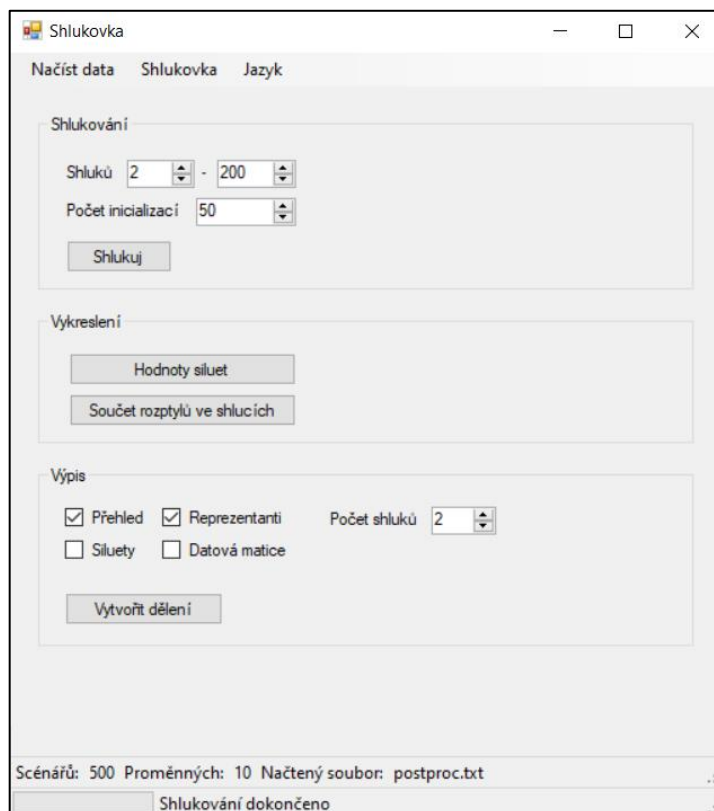 Shlukovka
Načíst data Shlukovka Jazyk
Shlukování
Shluků 2 - 200
Počet inicializací 50
Shlukuj
Vykreslení
Hodnoty siluet
Součet rozptylů ve shlucích
Výpis
Přehled Reprezentanti Počet shluků 2
Siluety Datová matice
Vytvořit dělení
Scénářů: 500 Proměnných: 10 Načtený soubor: postproc.txt
Shlukování dokončeno